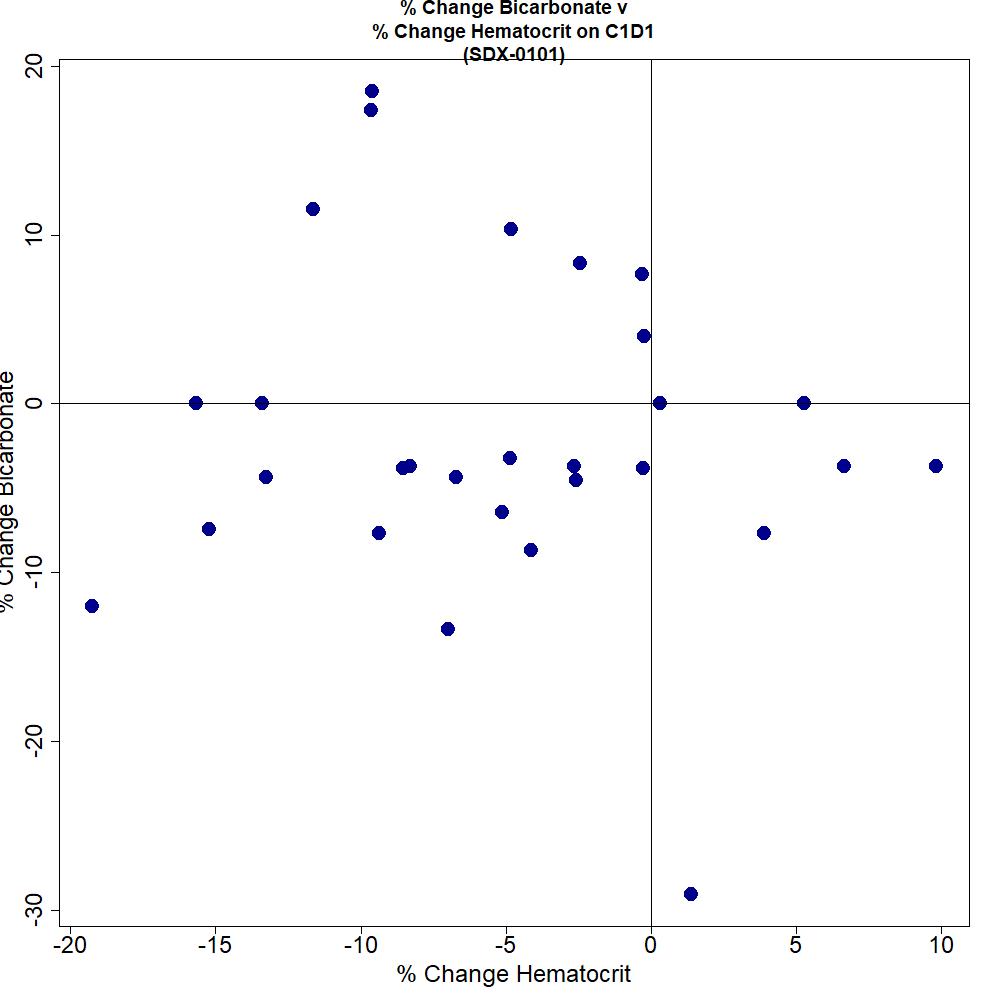 % Change Bicarbonate v
% Change Hematocrit on C1D1
(SDX-0101)
20
10
0
-10
-20
-30
% Change Bicarbonate
-20 -15 -10 -5 0 5 10
% Change Hematocrit